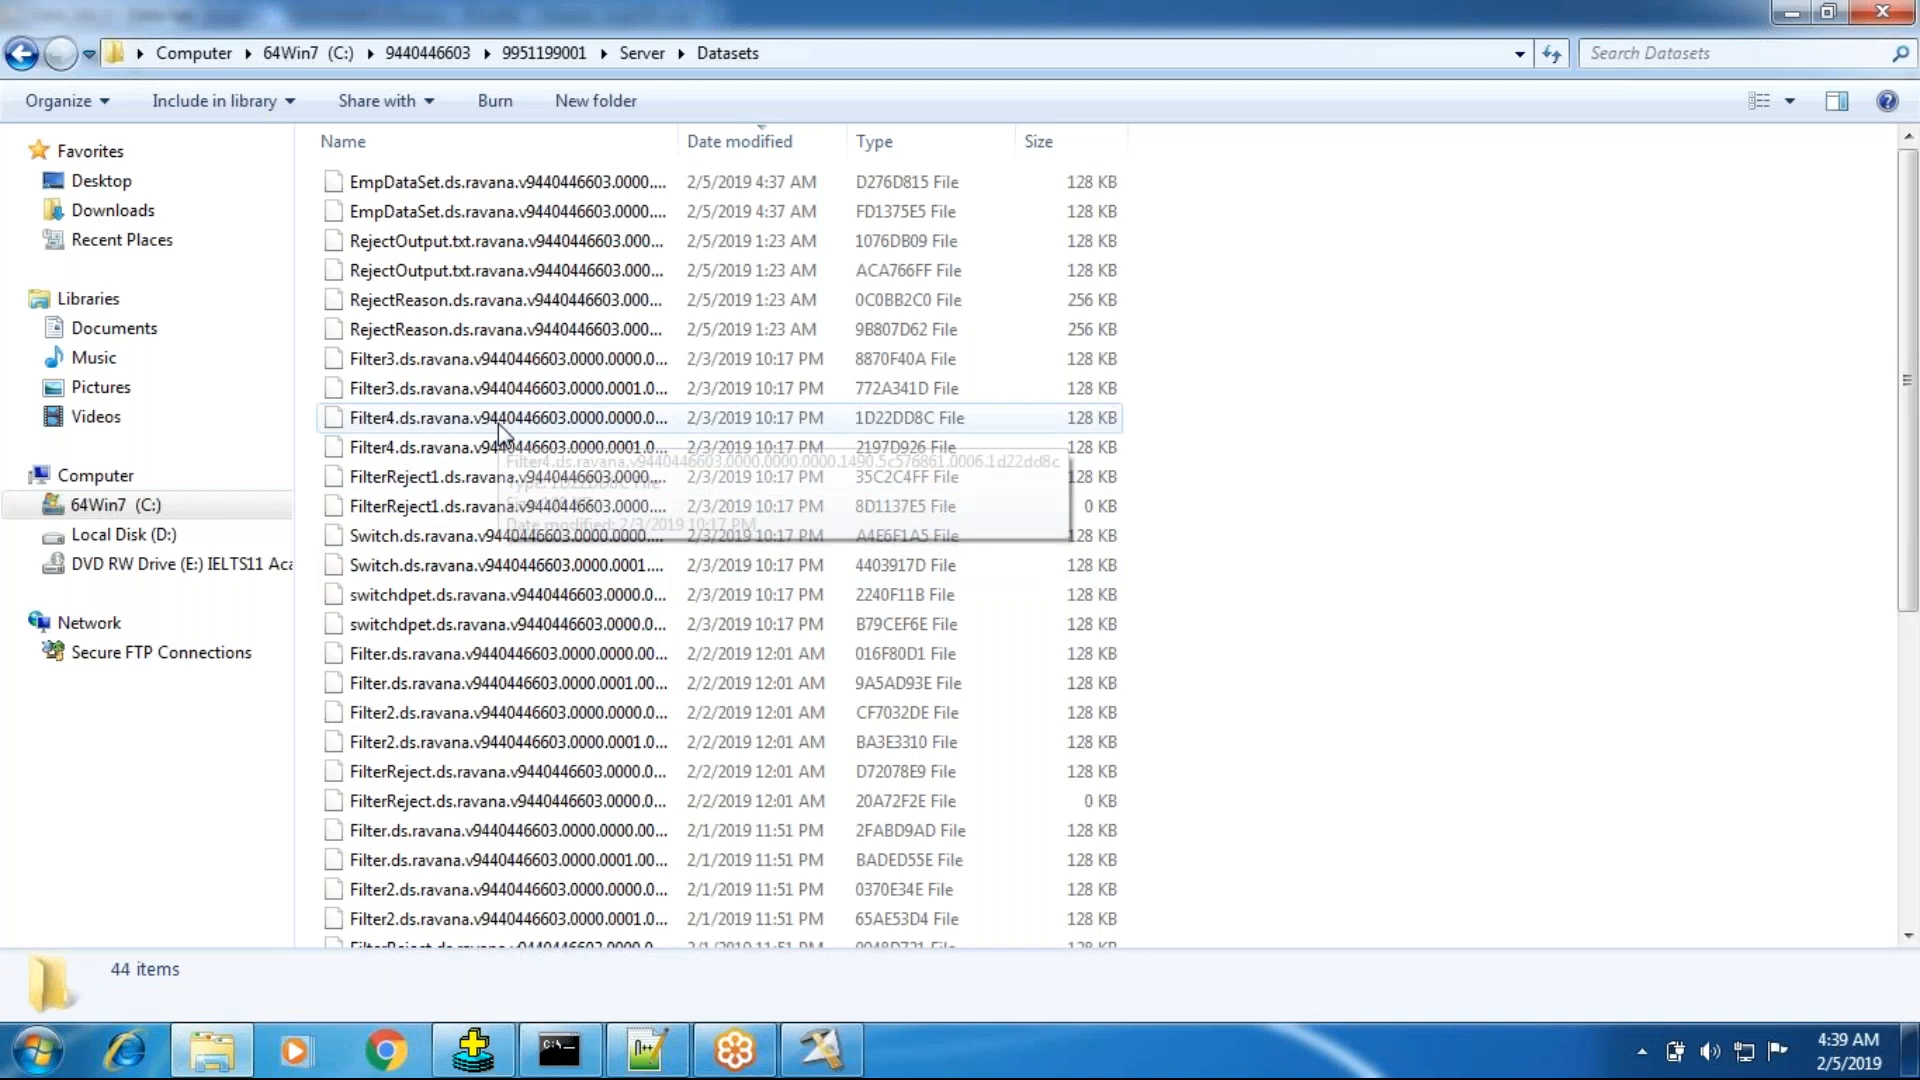 Computer 64Win7 (C:) 9440446603 9951199001 Server Datasets Search Datasets
Organize Include in library Share with Burn New folder
Favorites
Desktop
Downloads
Recent Places
Libraries
Documents
Music
Pictures
Videos
Computer
64Win7 (C:)
Local Disk (D:)
DVD RW Drive (E:) IELTS11 Aca
Network
Secure FTP Connections
Name Date modified Type Size
EmpDataSet.ds.ravana.v9440446603.0000.... 2/5/2019 4:37 AM D276D815 File 128 KB
EmpDataSet.ds.ravana.v9440446603.0000.... 2/5/2019 4:37 AM FD1375E5 File 128 KB
RejectOutput.txt.ravana.v9440446603.000... 2/5/2019 1:23 AM 1076DB09 File 128 KB
RejectOutput.txt.ravana.v9440446603.000... 2/5/2019 1:23 AM ACA766FF File 128 KB
RejectReason.ds.ravana.v9440446603.000... 2/5/2019 1:23 AM 0C0BB2C0 File 256 KB
RejectReason.ds.ravana.v9440446603.000... 2/5/2019 1:23 AM 9B807D62 File 256 KB
Filter3.ds.ravana.v9440446603.0000.0000.0... 2/3/2019 10:17 PM 8870F40A File 128 KB
Filter3.ds.ravana.v9440446603.0000.0001.0... 2/3/2019 10:17 PM 772A341D File 128 KB
Filter4.ds.ravana.v9440446603.0000.0000.0... 2/3/2019 10:17 PM 1D22DD8C File 128 KB
Filter4.ds.ravana.v9440446603.0000.0001.0... 2/3/2019 10:17 PM 2197D926 File 128 KB
Filter4.ds.ravana.v9440446603.0000.0000.0000.1490.5c576861.0006.1d22dd8c
FilterReject1.ds.ravana.v9440446603.0000.... 2/3/2019 10:17 PM 35C2C4FF File 128 KB
Type: 1D22DD8C File
FilterReject1.ds.ravana.v9440446603.0000.... 2/3/2019 10:17 PM 8D1137E5 File 0 KB
Date modified: 2/3/2019 10:17 PM
Switch.ds.ravana.v9440446603.0000.0000.... 2/3/2019 10:17 PM A4E6F1A5 File 128 KB
Switch.ds.ravana.v9440446603.0000.0001.... 2/3/2019 10:17 PM 4403917D File 128 KB
switchdpet.ds.ravana.v9440446603.0000.0... 2/3/2019 10:17 PM 2240F11B File 128 KB
switchdpet.ds.ravana.v9440446603.0000.0... 2/3/2019 10:17 PM B79CEF6E File 128 KB
Filter.ds.ravana.v9440446603.0000.0000.00... 2/2/2019 12:01 AM 016F80D1 File 128 KB
Filter.ds.ravana.v9440446603.0000.0001.00... 2/2/2019 12:01 AM 9A5AD93E File 128 KB
Filter2.ds.ravana.v9440446603.0000.0000.0... 2/2/2019 12:01 AM CF7032DE File 128 KB
Filter2.ds.ravana.v9440446603.0000.0001.0... 2/2/2019 12:01 AM BA3E3310 File 128 KB
FilterReject.ds.ravana.v9440446603.0000.0... 2/2/2019 12:01 AM D72078E9 File 128 KB
FilterReject.ds.ravana.v9440446603.0000.0... 2/2/2019 12:01 AM 20A72F2E File 0 KB
Filter.ds.ravana.v9440446603.0000.0000.00... 2/1/2019 11:51 PM 2FABD9AD File 128 KB
Filter.ds.ravana.v9440446603.0000.0001.00... 2/1/2019 11:51 PM BADED55E File 128 KB
Filter2.ds.ravana.v9440446603.0000.0000.0... 2/1/2019 11:51 PM 0370E34E File 128 KB
Filter2.ds.ravana.v9440446603.0000.0001.0... 2/1/2019 11:51 PM 65AE53D4 File 128 KB
44 items
4:39 AM
2/5/2019